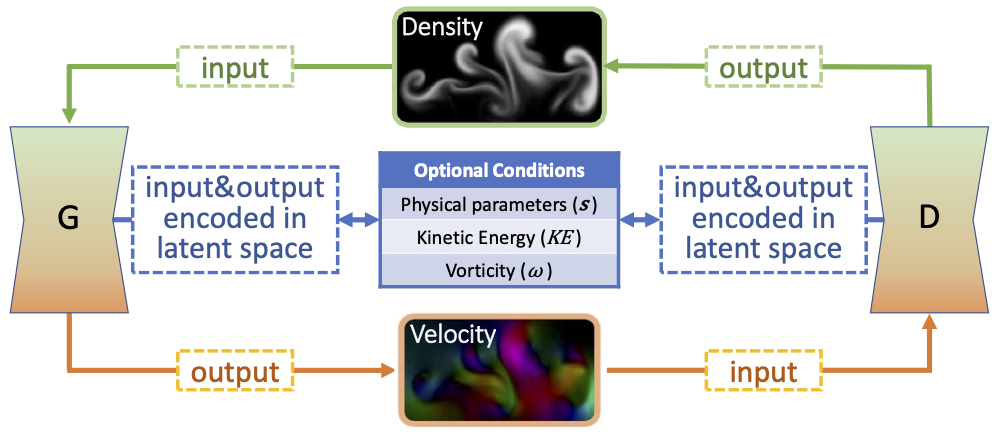 Density
input
output
G
input&output
encoded in
latent space
Optional Conditions
Physical parameters (s)
Kinetic Energy (KE)
Vorticity (ω)
input&output
encoded in
latent space
D
Velocity
output
input